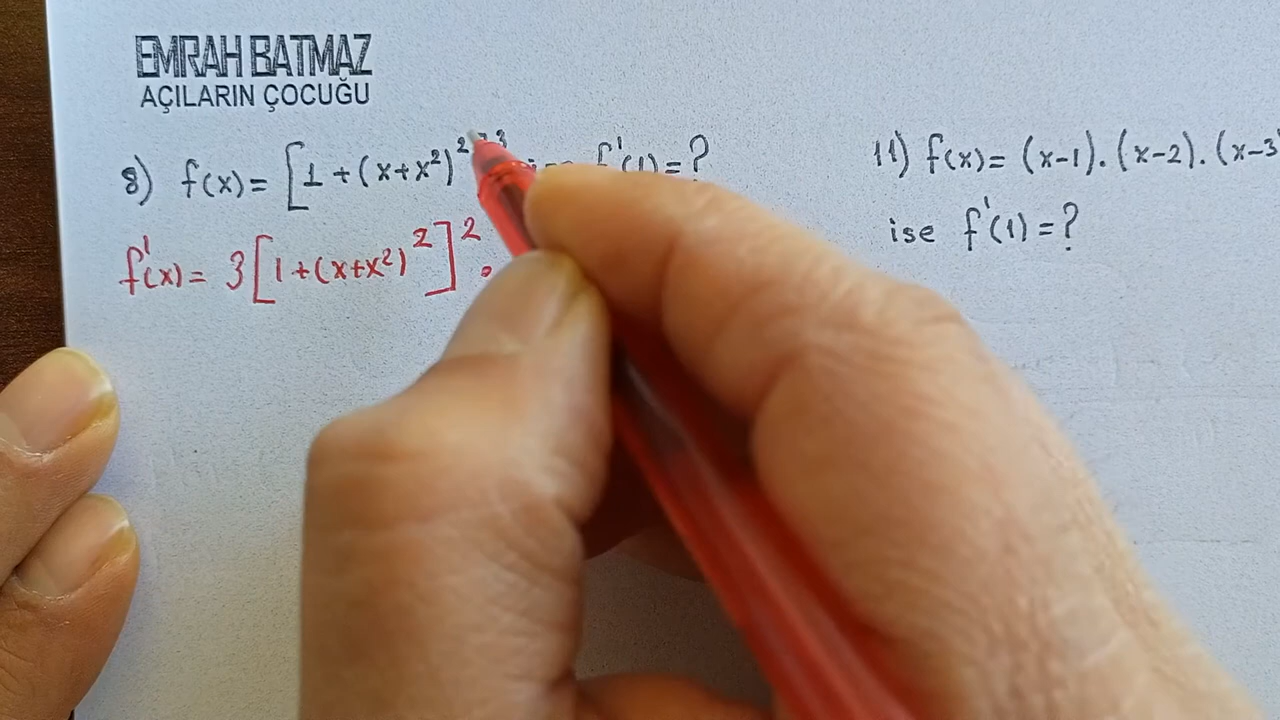 EMRAH BATMAZ
AÇILARIN ÇOCUĞU
8) f(x) = [1 + (x+x²)²]³ f'(1) = ?
f'(x) = 3[1+(x+x²)²]² .
11) f(x) = (x-1).(x-2).(x-3
ise f'(1) = ?